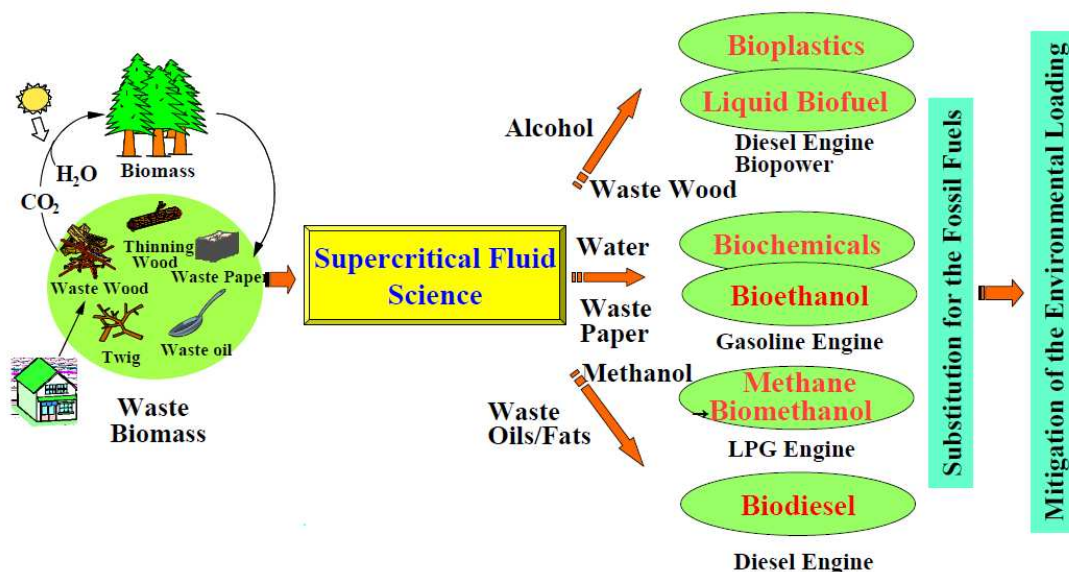 Biomass
H₂O
CO₂
Thinning
Wood
Waste Paper
Waste Wood
Twig
Waste oil
Waste
Biomass
Supercritical Fluid
Science
Alcohol
Waste Wood
Water
Waste
Paper
Methanol
Waste
Oils/Fats
Bioplastics
Liquid Biofuel
Diesel Engine
Biopower
Biochemicals
Bioethanol
Gasoline Engine
Methane
Biomethanol
LPG Engine
Biodiesel
Diesel Engine
Substitution for the Fossil Fuels
Mitigation of the Environmental Loading